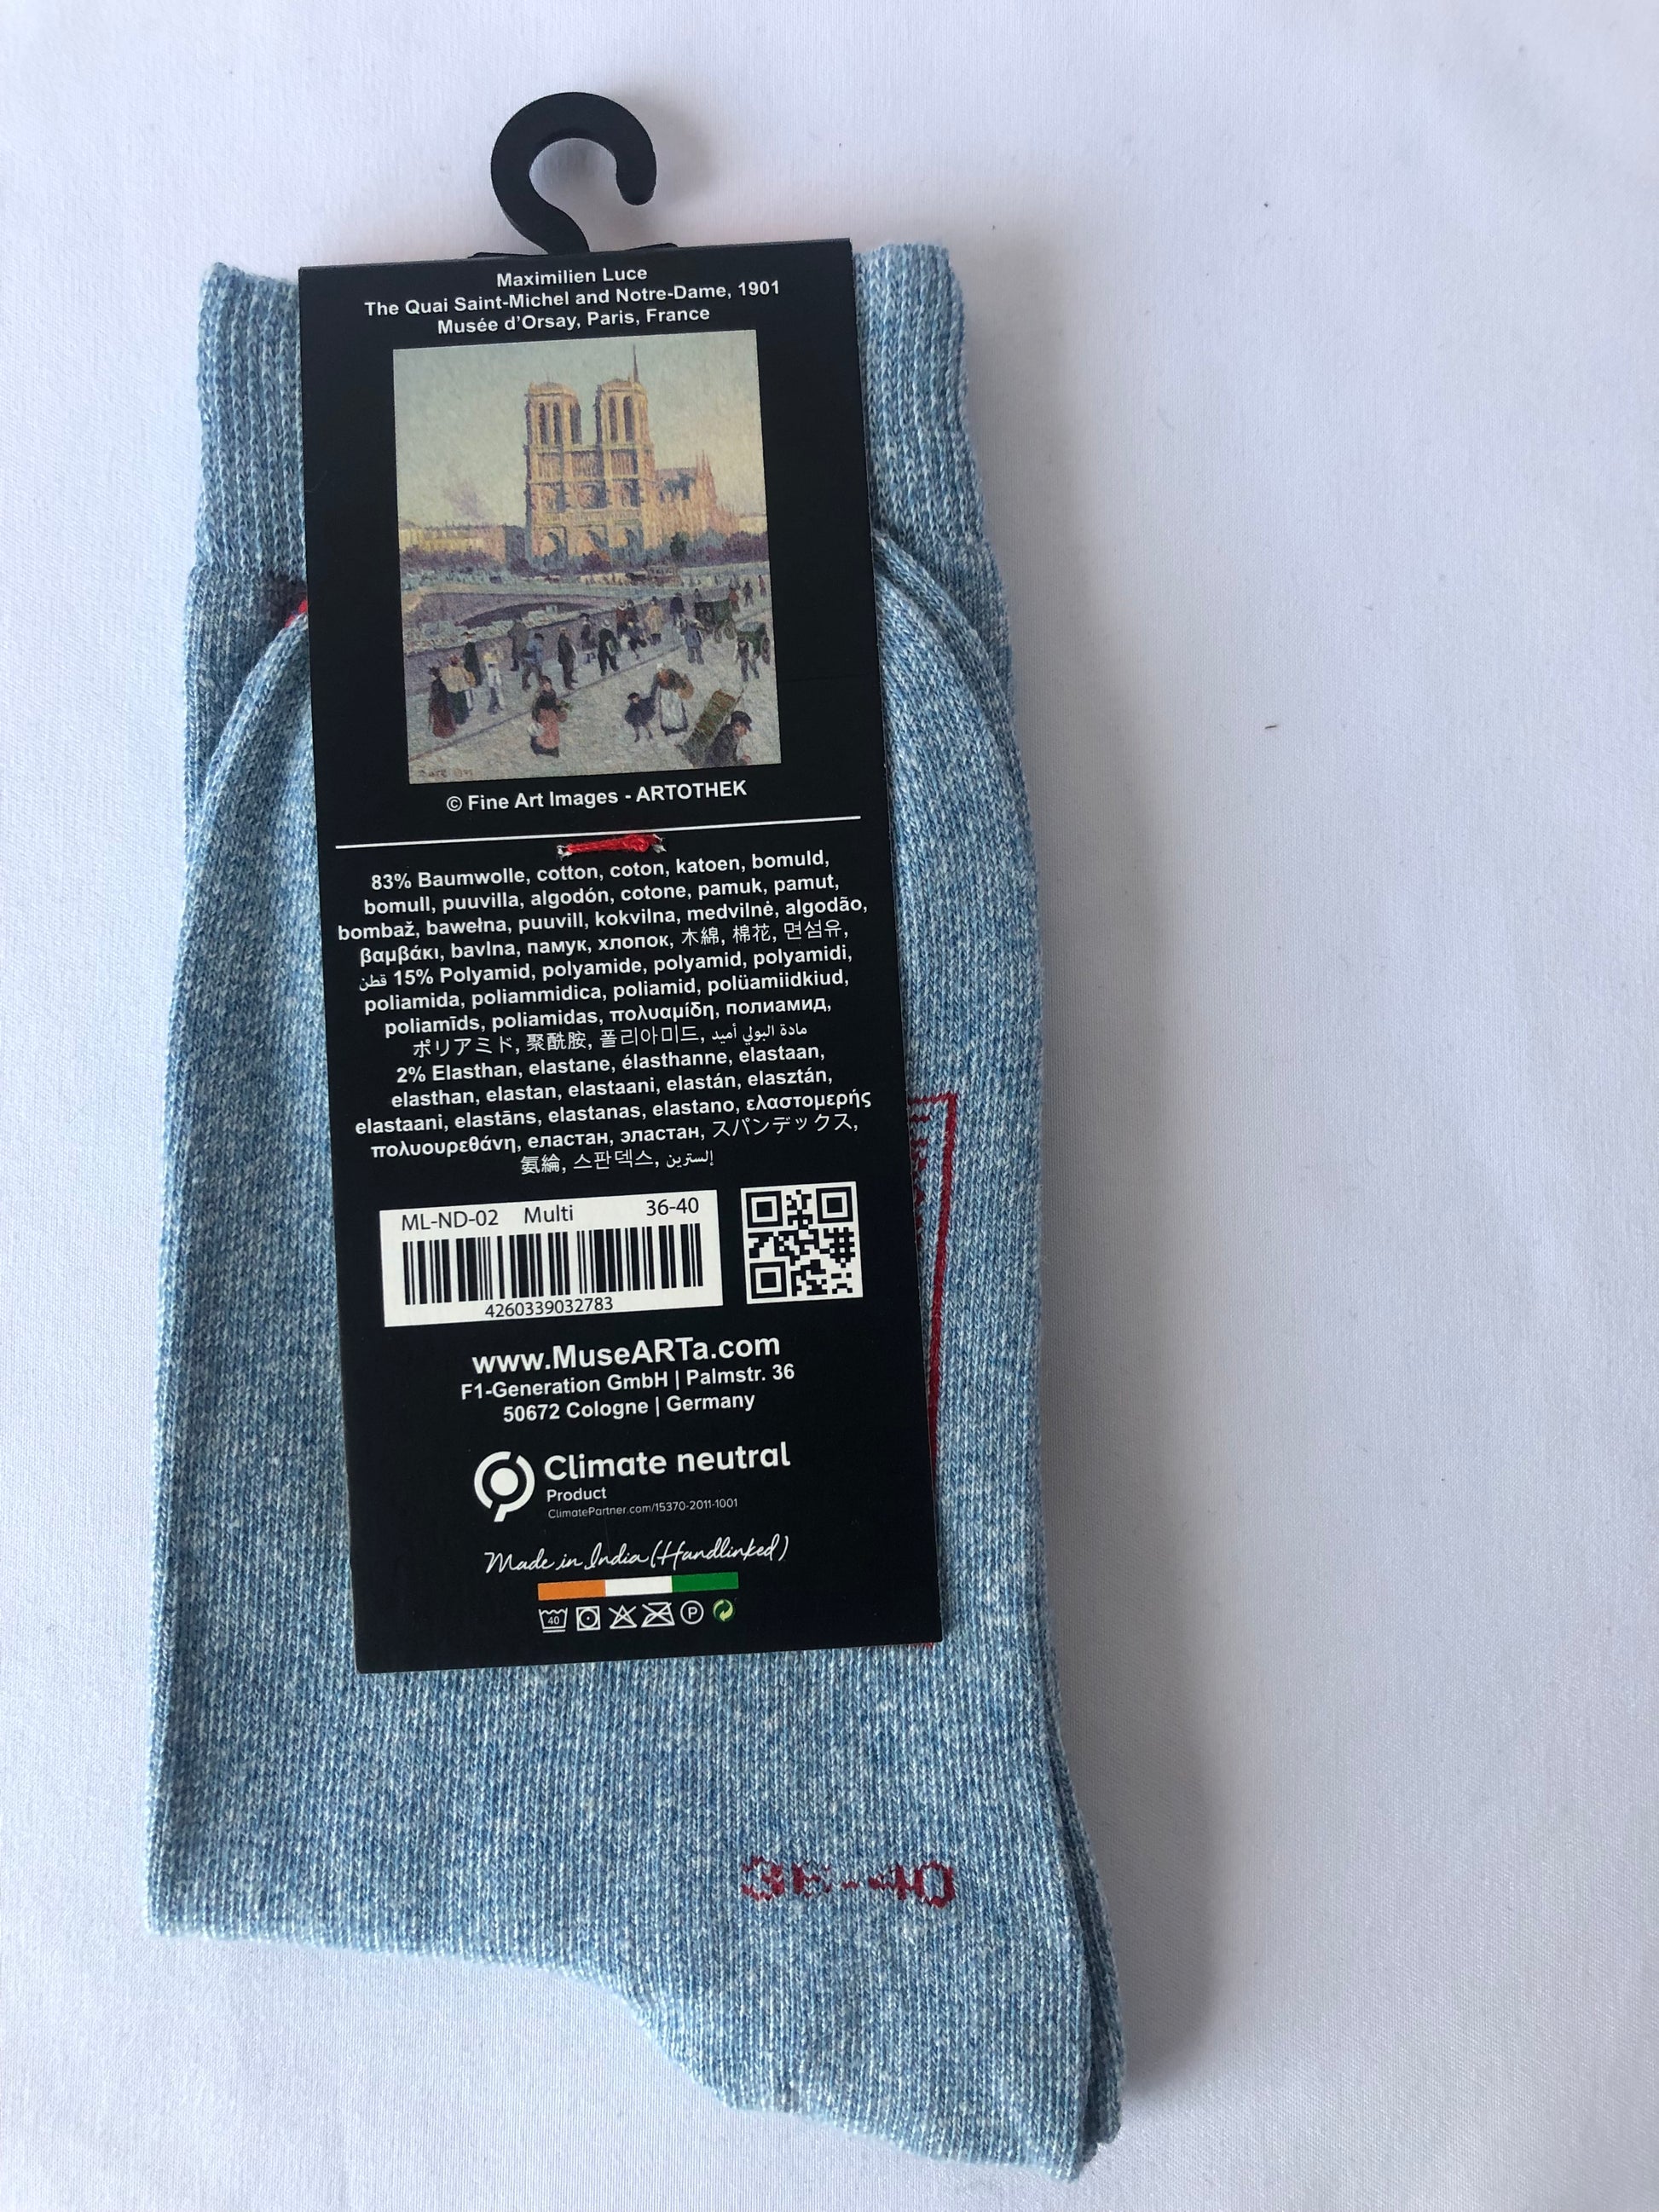 Maximilien Luce
The Quai Saint-Michel and Notre-Dame, 1901
Musée d'Orsay, Paris, France
© Fine Art Images - ARTOTHEK
83% Baumwolle, cotton, coton, katoen, bomuld,
bomull, puuvilla, algodón, cotone, pamuk, pamut,
bombaž, bawełna, puuvill, kokvilna, medvilnė, algodão,
βαμβάκι, bavlna, памук, хлопок, 木綿, 棉花, 면섬유,
قطن 15% Polyamid, polyamide, polyamid, polyamidi,
poliamida, poliammidica, poliamid, polüamiidkiud,
poliamīds, poliamidas, πολυαμίδη, полиамид,
ポリアミド, 聚酰胺, 폴리아미드, مادة البولي أميد
2% Elasthan, elastane, élasthanne, elastaan,
elasthan, elastan, elastaani, elastán, elasztán,
elastaani, elastāns, elastanas, elastano, ελαστομερής
πολυουρεθάνη, еластан, эластан, スパンデックス,
氨綸, 스판덱스, إلسترين
ML-ND-02 Multi 36-40
4260339032783
www.MuseARTa.com
F1-Generation GmbH | Palmstr. 36
50672 Cologne | Germany
Climate neutral
Product
ClimatePartner.com/15370-2011-1001
Made in India (Handlinked)
40 P
36-40